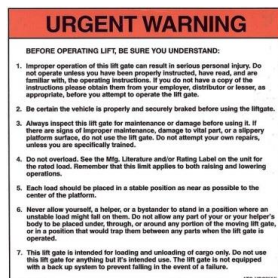 URGENT WARNING
BEFORE OPERATING LIFT, BE SURE YOU UNDERSTAND:
1. Improper operation of this lift gate can result in serious personal injury. Do
not operate unless you have been properly instructed, have read, and are
familiar with, the operating instructions. If you do not have a copy of the
instructions please obtain them from your employer, distributor or lesser, as
appropriate, before you attempt to operate the lift gate.
2. Be certain the vehicle is properly and securely braked before using the liftgate.
3. Always inspect this lift gate for maintenance or damage before using it. If
there are signs of improper maintenance, damage to vital part, or a slippery
platform surface, do not use the lift gate. Do not attempt your own repairs,
unless you are specifically trained.
4. Do not overload. See the Mfg. Literature and/or Rating Label on the unit for
the rated load. Remember that this limit applies to both raising and lowering
operations.
5. Each load should be placed in a stable position as near as possible to the
center of the platform.
6. Never allow yourself, a helper, or a bystander to stand in a position where an
unstable load might fall on them. Do not allow any part of your or your helper's
body to be placed under, through, or around any portion of the moving lift gate,
or in a position that would trap them between any parts when the lift gate is
operated.
7. This lift gate is intended for loading and unloading of cargo only. Do not use
this lift gate for anything but it's intended use. The lift gate is not equipped
with a back up system to prevent falling in the event of a failure.